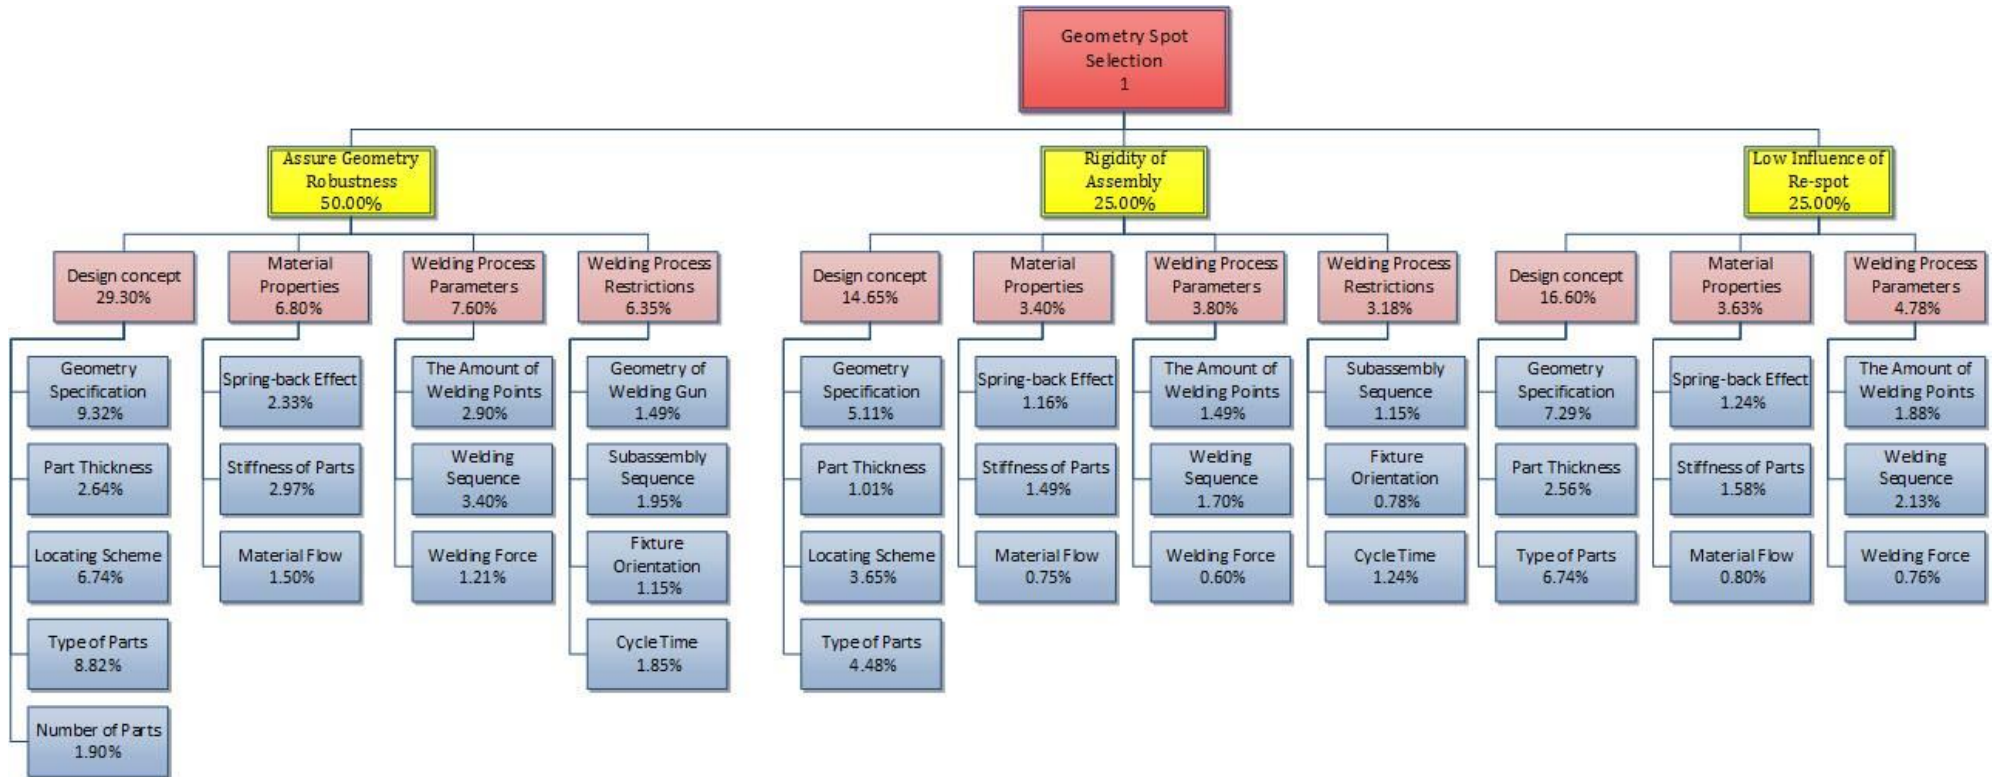 Geometry Spot
Selection
1
Assure Geometry
Robustness
50.00%
Rigidity of
Assembly
25.00%
Low Influence of
Re-spot
25.00%
Design concept
29.30%
Material
Properties
6.80%
Welding Process
Parameters
7.60%
Welding Process
Restrictions
6.35%
Design concept
14.65%
Material
Properties
3.40%
Welding Process
Parameters
3.80%
Welding Process
Restrictions
3.18%
Design concept
16.60%
Material
Properties
3.63%
Welding Process
Parameters
4.78%
Geometry
Specification
9.32%
Part Thickness
2.64%
Locating Scheme
6.74%
Type of Parts
8.82%
Number of Parts
1.90%
Spring-back Effect
2.33%
Stiffness of Parts
2.97%
Material Flow
1.50%
The Amount of
Welding Points
2.90%
Welding
Sequence
3.40%
Welding Force
1.21%
Geometry of
Welding Gun
1.49%
Subassembly
Sequence
1.95%
Fixture
Orientation
1.15%
Cycle Time
1.85%
Geometry
Specification
5.11%
Part Thickness
1.01%
Locating Scheme
3.65%
Type of Parts
4.48%
Spring-back Effect
1.16%
Stiffness of Parts
1.49%
Material Flow
0.75%
The Amount of
Welding Points
1.49%
Welding
Sequence
1.70%
Welding Force
0.60%
Subassembly
Sequence
1.15%
Fixture
Orientation
0.78%
Cycle Time
1.24%
Geometry
Specification
7.29%
Part Thickness
2.56%
Type of Parts
6.74%
Spring-back Effect
1.24%
Stiffness of Parts
1.58%
Material Flow
0.80%
The Amount of
Welding Points
1.88%
Welding
Sequence
2.13%
Welding Force
0.76%